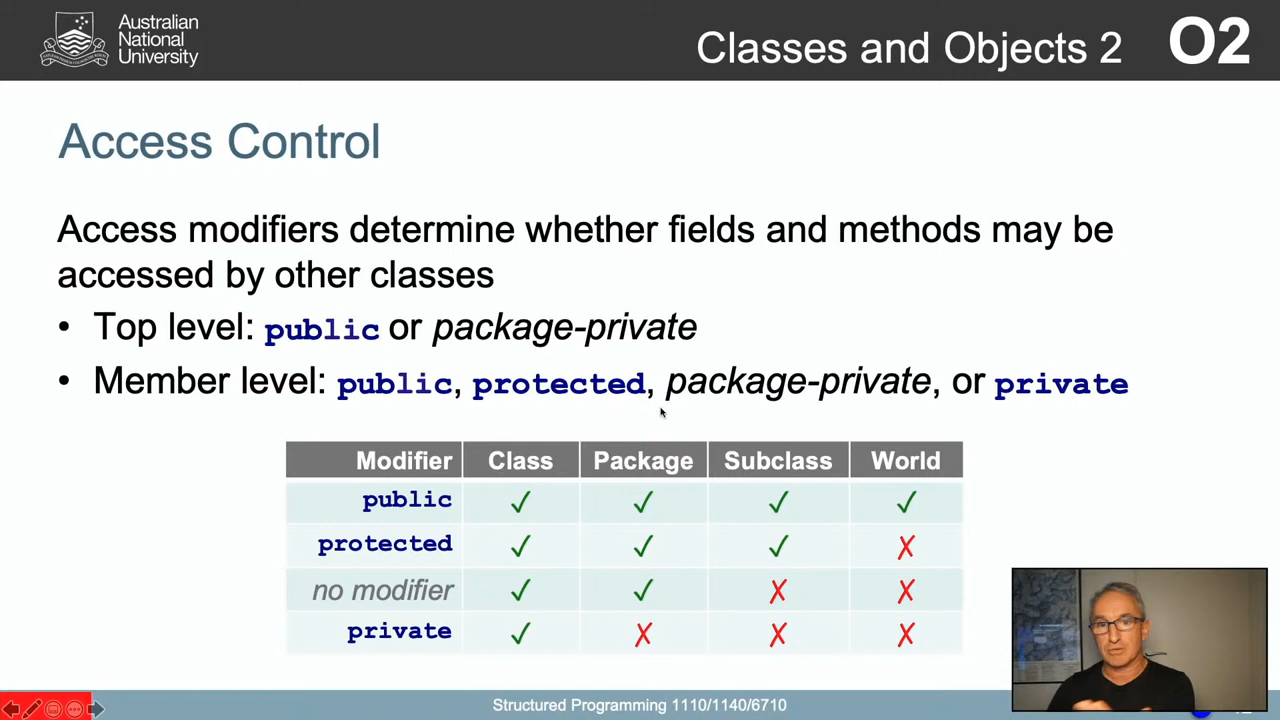 Australian
National
University
Classes and Objects 2 O2
Access Control
Access modifiers determine whether fields and methods may be
accessed by other classes
• Top level: public or package-private
• Member level: public, protected, package-private, or private
Modifier Class Package Subclass World
public ✓ ✓ ✓ ✓
protected ✓ ✓ ✓ ✗
no modifier ✓ ✓ ✗ ✗
private ✓ ✗ ✗ ✗
Structured Programming 1110/1140/6710